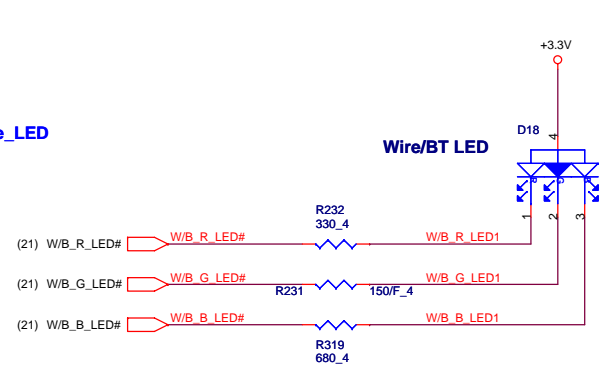 +3.3V
e_LED
Wire/BT LED
D18
4
R
G
1
2
3
R232
330_4
(21) W/B_R_LED#
W/B_R_LED#
W/B_R_LED1
(21) W/B_G_LED#
W/B_G_LED#
W/B_G_LED1
R231
150/F_4
(21) W/B_B_LED#
W/B_B_LED#
W/B_B_LED1
R319
680_4